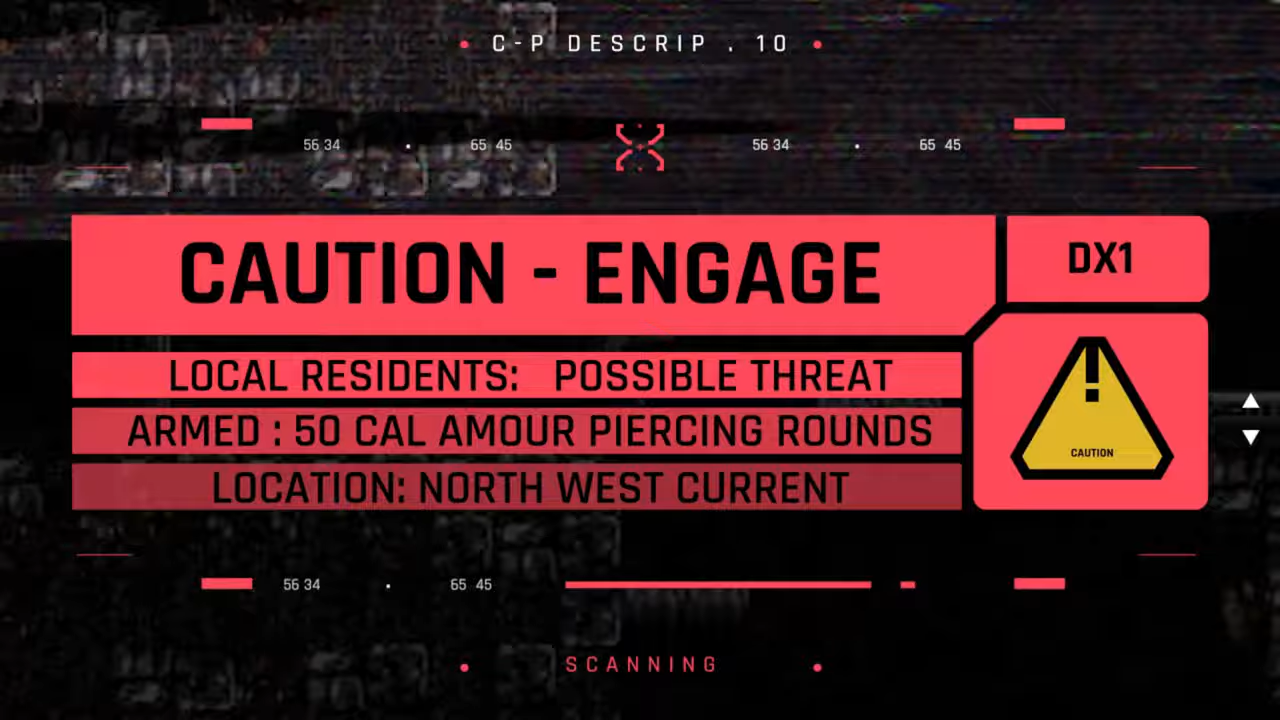 C-P DESCRIP . 10
56 34 . 65 45 56 34 . 65 45
CAUTION - ENGAGE
DX1
LOCAL RESIDENTS: POSSIBLE THREAT
ARMED : 50 CAL AMOUR PIERCING ROUNDS
LOCATION: NORTH WEST CURRENT
!
CAUTION
56 34 . 65 45
SCANNING